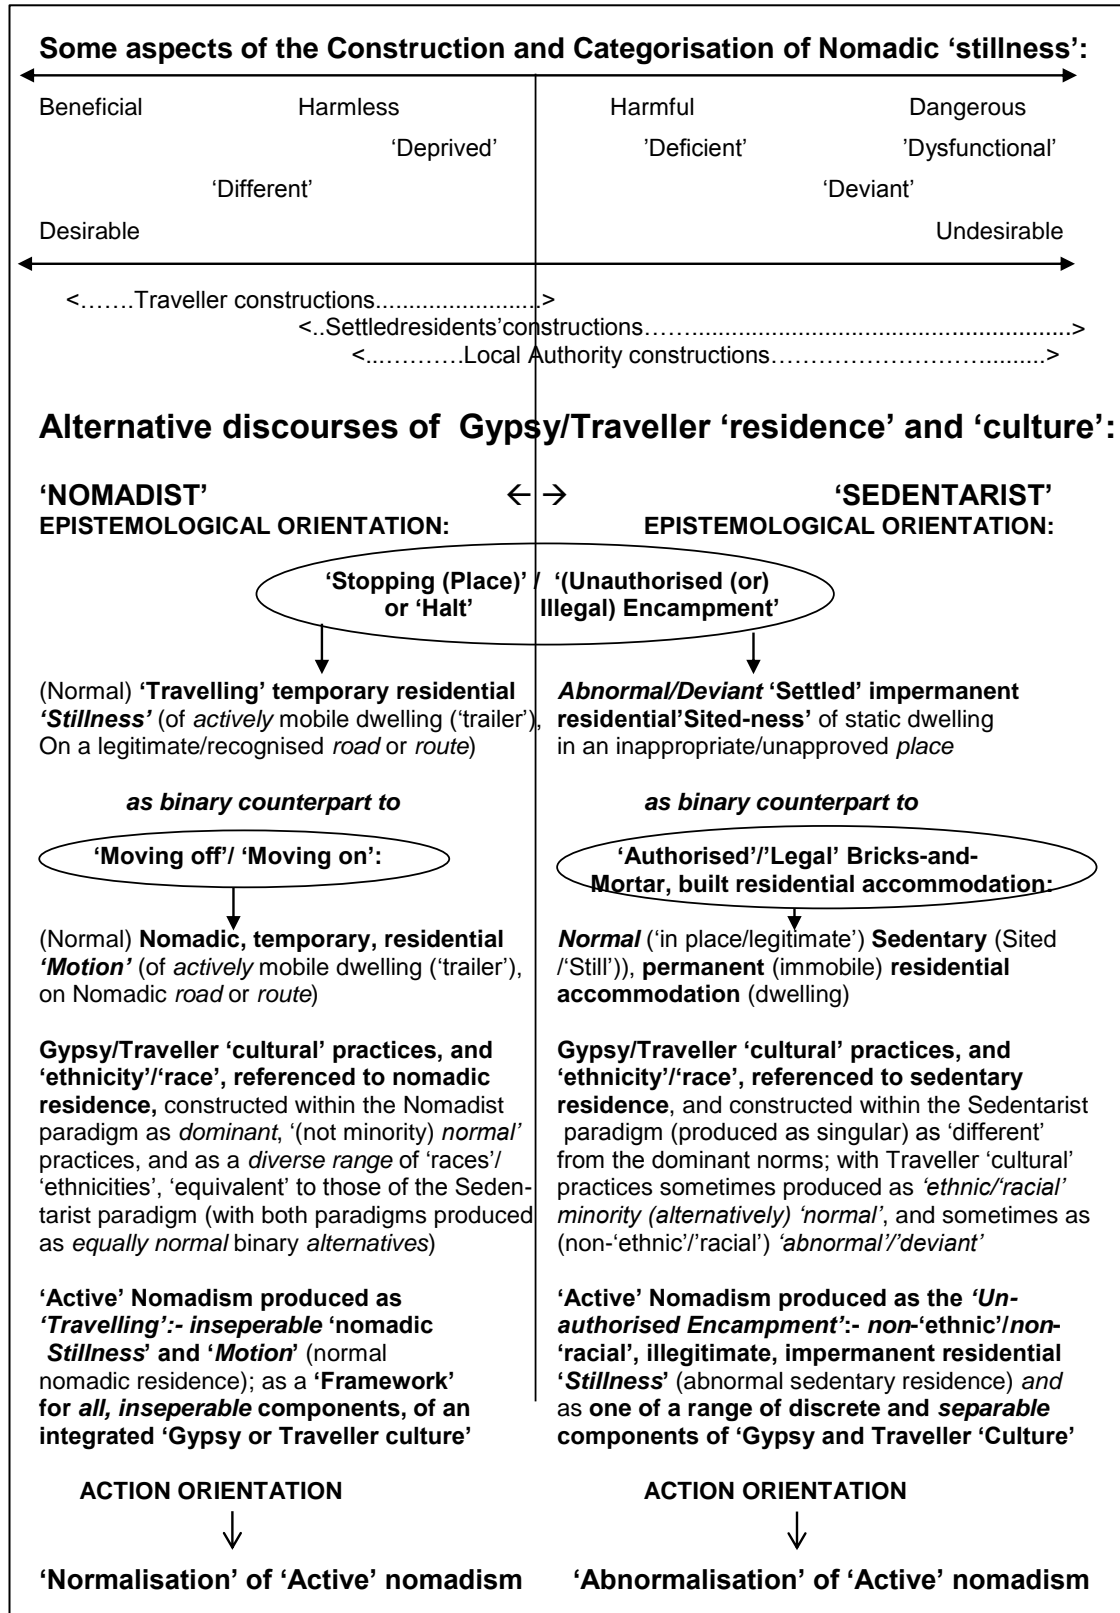 Some aspects of the Construction and Categorisation of Nomadic ‘stillness’:
Beneficial Harmless Harmful Dangerous
‘Deprived’ ’Deficient’ ’Dysfunctional’
‘Different’ ‘Deviant’
Desirable Undesirable
<…….Traveller constructions.........................>
<..Settledresidents’constructions…….........................................................>
<...………Local Authority constructions……………………….........>
Alternative discourses of Gypsy/Traveller ‘residence’ and ‘culture’:
‘NOMADIST’ ← → ‘SEDENTARIST’
EPISTEMOLOGICAL ORIENTATION: EPISTEMOLOGICAL ORIENTATION:
‘Stopping (Place)’ / ‘(Unauthorised (or)
or ‘Halt’ Illegal) Encampment’
(Normal) ‘Travelling’ temporary residential
‘Stillness’ (of actively mobile dwelling (‘trailer’),
On a legitimate/recognised road or route)
as binary counterpart to
‘Moving off’/ ‘Moving on’:
(Normal) Nomadic, temporary, residential
‘Motion’ (of actively mobile dwelling (‘trailer’),
on Nomadic road or route)
Gypsy/Traveller ‘cultural’ practices, and
‘ethnicity’/‘race’, referenced to nomadic
residence, constructed within the Nomadist
paradigm as dominant, ‘(not minority) normal’
practices, and as a diverse range of ‘races’/
‘ethnicities’, ‘equivalent’ to those of the Seden-
tarist paradigm (with both paradigms produced
as equally normal binary alternatives)
‘Active’ Nomadism produced as
‘Travelling’:- inseperable ‘nomadic
Stillness’ and ‘Motion’ (normal
nomadic residence); as a ‘Framework’
for all, inseperable components, of an
integrated ‘Gypsy or Traveller culture’
ACTION ORIENTATION
‘Normalisation’ of ‘Active’ nomadism
Abnormal/Deviant ‘Settled’ impermanent
residential’Sited-ness’ of static dwelling
in an inappropriate/unapproved place
as binary counterpart to
‘Authorised’/’Legal’ Bricks-and-
Mortar, built residential accommodation:
Normal (‘in place/legitimate’) Sedentary (Sited
/‘Still’)), permanent (immobile) residential
accommodation (dwelling)
Gypsy/Traveller ‘cultural’ practices, and
‘ethnicity’/‘race’, referenced to sedentary
residence, and constructed within the Sedentarist
paradigm (produced as singular) as ‘different’
from the dominant norms; with Traveller ‘cultural’
practices sometimes produced as ‘ethnic/‘racial’
minority (alternatively) ‘normal’, and sometimes as
(non-‘ethnic’/’racial’) ‘abnormal’/’deviant’
‘Active’ Nomadism produced as the ‘Un-
authorised Encampment’:- non-‘ethnic’/non-
‘racial’, illegitimate, impermanent residential
‘Stillness’ (abnormal sedentary residence) and
as one of a range of discrete and separable
components of ‘Gypsy and Traveller ‘Culture’
ACTION ORIENTATION
‘Abnormalisation’ of ‘Active’ nomadism